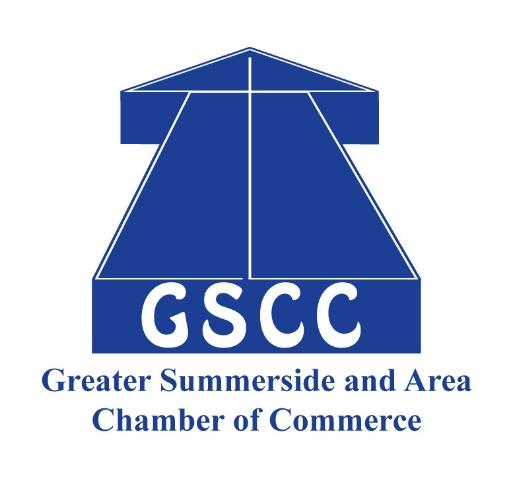 GSCC
Greater Summerside and Area
Chamber of Commerce